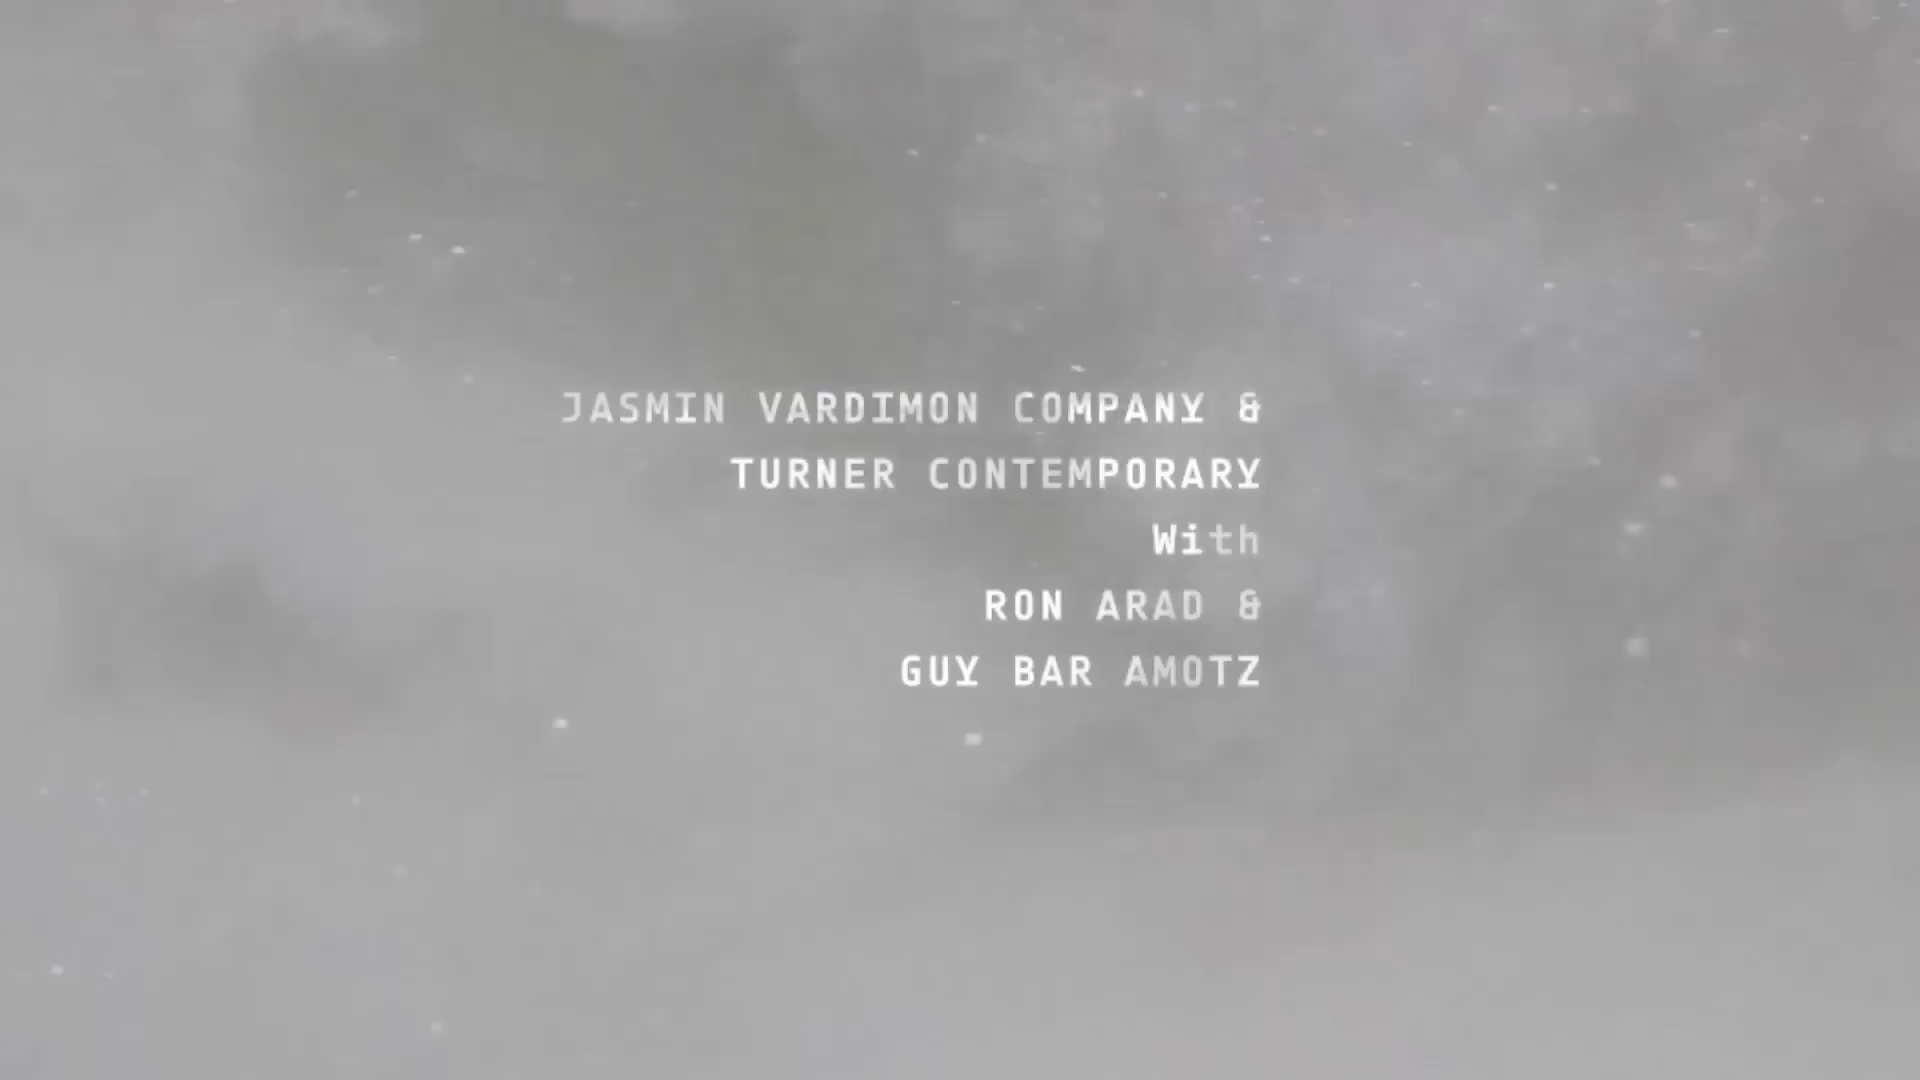 JASMIN VARDIMON COMPANY &
TURNER CONTEMPORARY
With
RON ARAD &
GUY BAR AMOTZ